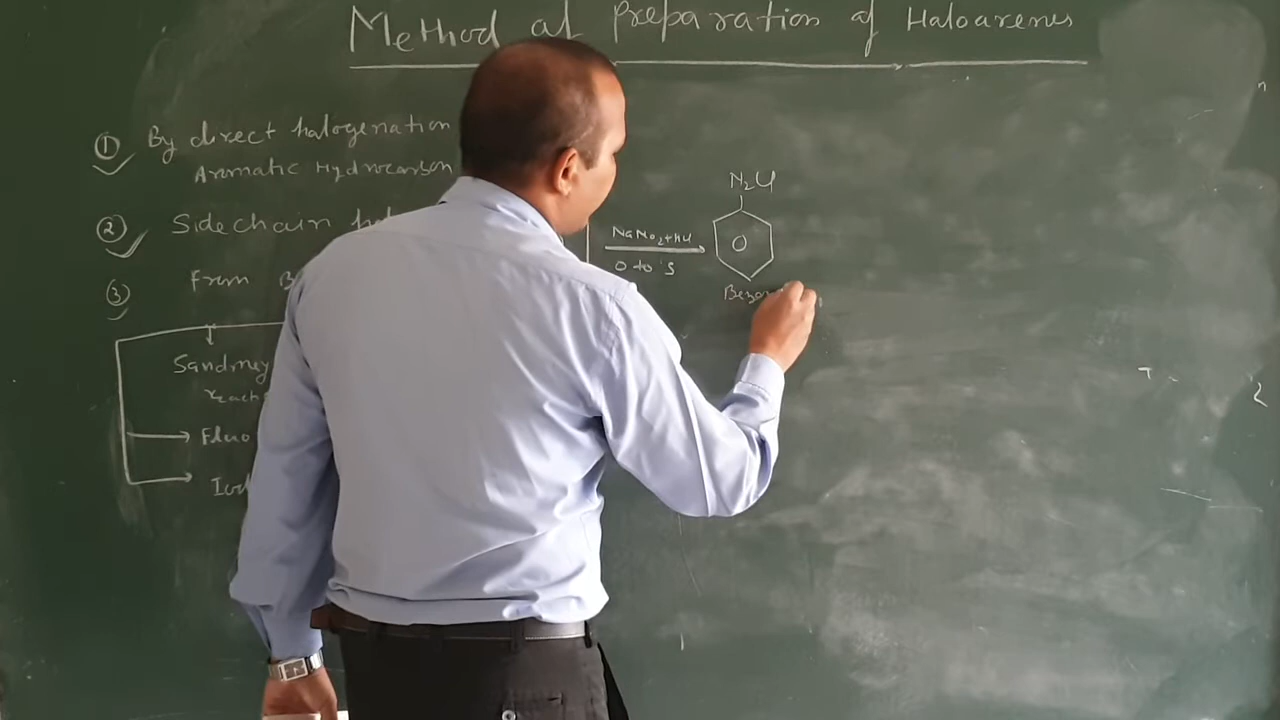 Method of Preparation of Haloarenes
① By direct halogenation
Aromatic Hydrocarbon
② Side chain
③ From
Sandmey
Iod
NaNO2+HCl
0 to 5
N2Cl